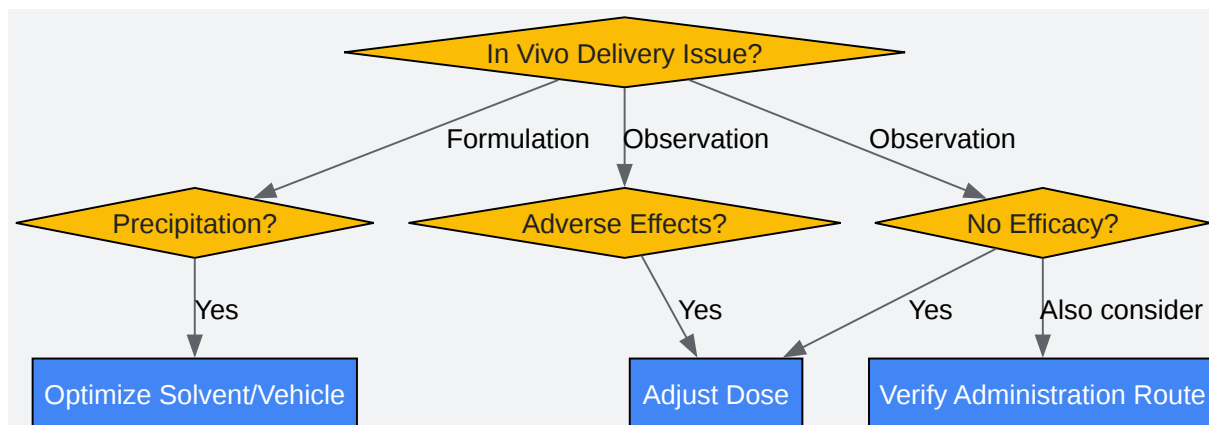 In Vivo Delivery Issue?
Formulation
Observation
Observation
Precipitation?
Adverse Effects?
No Efficacy?
Yes
Yes
Yes
Also consider
Optimize Solvent/Vehicle
Adjust Dose
Verify Administration Route